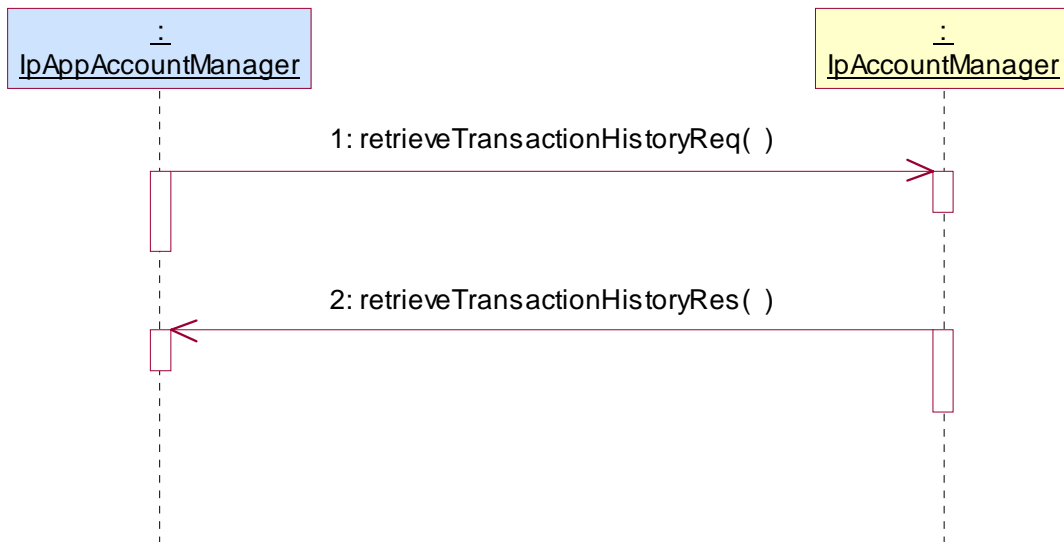 :
IpAppAccountManager
:
IpAccountManager
1: retrieveTransactionHistoryReq( )
2: retrieveTransactionHistoryRes( )